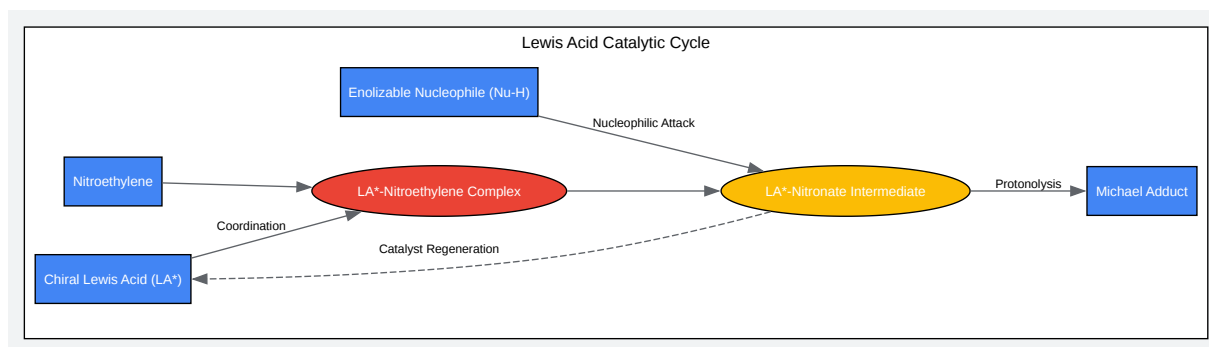 Lewis Acid Catalytic Cycle
Enolizable Nucleophile (Nu-H)
Nucleophilic Attack
Nitroethylene
LA*-Nitroethylene Complex
LA*-Nitronate Intermediate
Protonolysis
Michael Adduct
Coordination
Catalyst Regeneration
Chiral Lewis Acid (LA*)